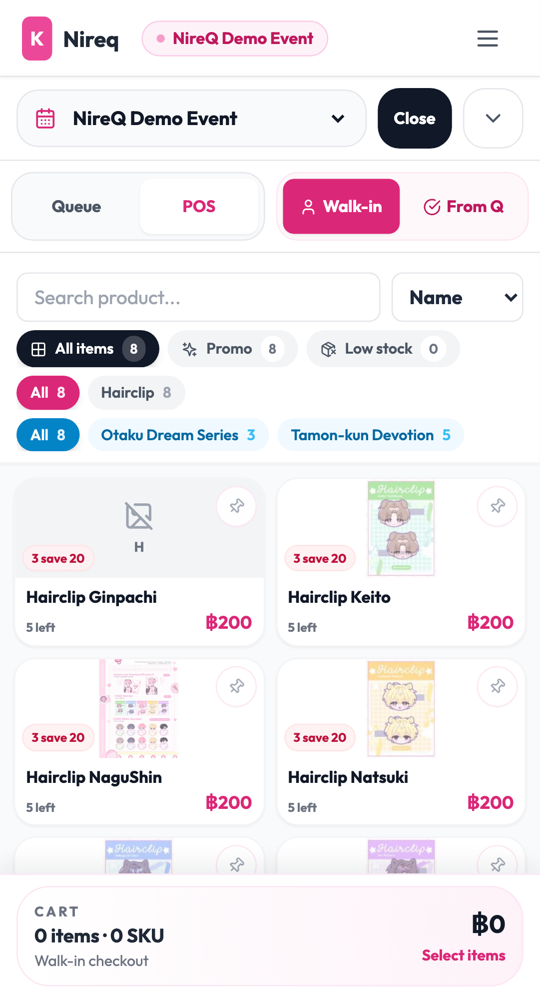 K Nireq NireQ Demo Event
NireQ Demo Event Close
Queue POS Walk-in From Q
Search product... Name
All items 8 Promo 8 Low stock 0
All 8 Hairclip 8
All 8 Otaku Dream Series 3 Tamon-kun Devotion 5
H
3 save 20
Hairclip Ginpachi
5 left ฿200
Hairclip
3 save 20
Hairclip Keito
5 left ฿200
3 save 20
Hairclip NaguShin
5 left ฿200
Hairclip
3 save 20
Hairclip Natsuki
5 left ฿200
Hairclip
Hairclip
CART
0 items · 0 SKU
Walk-in checkout
฿0
Select items